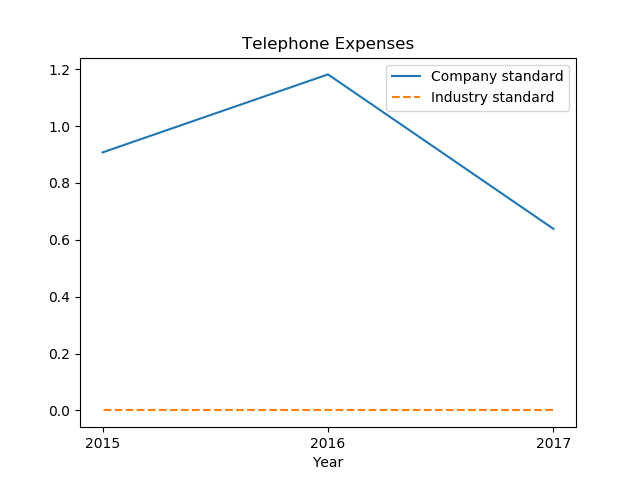 Telephone Expenses
1.2
1.0
0.8
0.6
0.4
0.2
0.0
Company standard
Industry standard
2015 2016 2017
Year